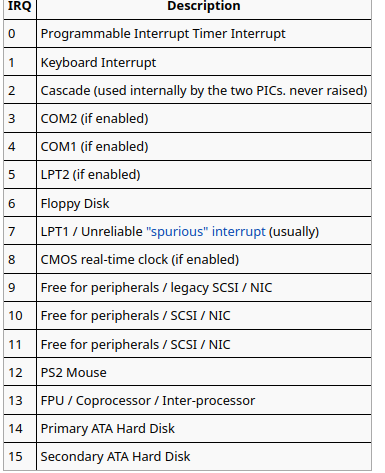 IRQ Description
0 Programmable Interrupt Timer Interrupt
1 Keyboard Interrupt
2 Cascade (used internally by the two PICs. never raised)
3 COM2 (if enabled)
4 COM1 (if enabled)
5 LPT2 (if enabled)
6 Floppy Disk
7 LPT1 / Unreliable "spurious" interrupt (usually)
8 CMOS real-time clock (if enabled)
9 Free for peripherals / legacy SCSI / NIC
10 Free for peripherals / SCSI / NIC
11 Free for peripherals / SCSI / NIC
12 PS2 Mouse
13 FPU / Coprocessor / Inter-processor
14 Primary ATA Hard Disk
15 Secondary ATA Hard Disk